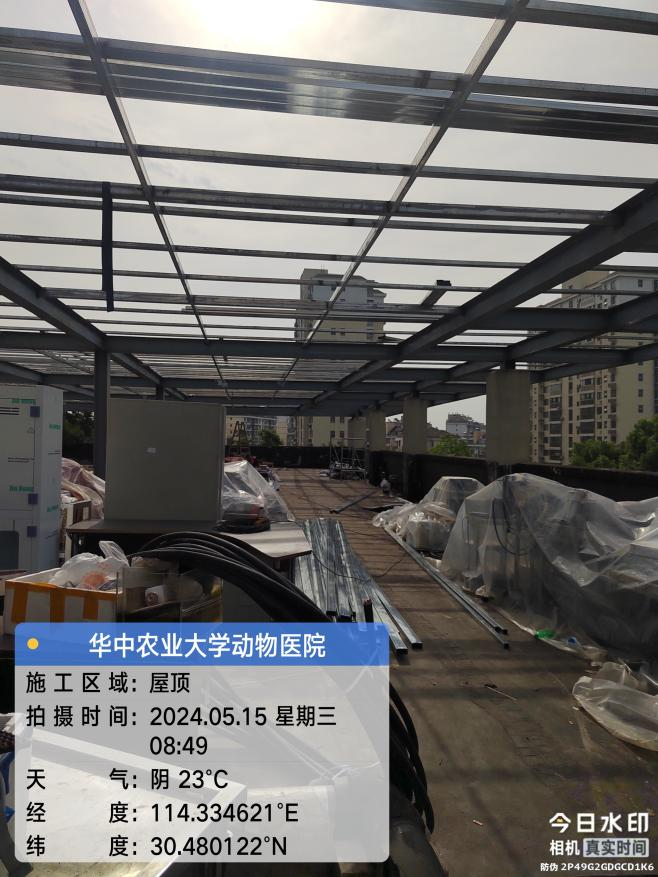 华中农业大学动物医院
施工区域：屋顶
拍摄时间：2024.05.15 星期三
08:49
天气：阴 23°C
经度：114.334621°E
纬度：30.480122°N
今日水印
相机 真实时间
防伪 2P49G2GDGCD1K6